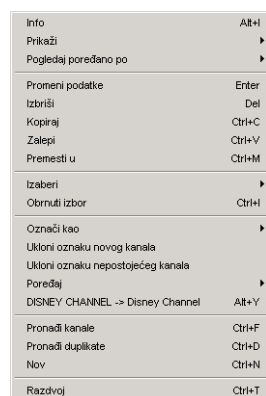 Info Alt+I
Prikaži
Pogledaj poređano po
Promeni podatke Enter
Izbriši Del
Kopiraj Ctrl+C
Zalepi Ctrl+V
Premesti u Ctrl+M
Izaberi
Obrnuti izbor Ctrl+I
Označi kao
Ukloni oznaku novog kanala
Ukloni oznaku nepostojećeg kanala
Poređaj
DISNEY CHANNEL -> Disney Channel Alt+Y
Pronađi kanale Ctrl+F
Pronađi duplikate Ctrl+D
Nov Ctrl+N
Razdvoj Ctrl+T